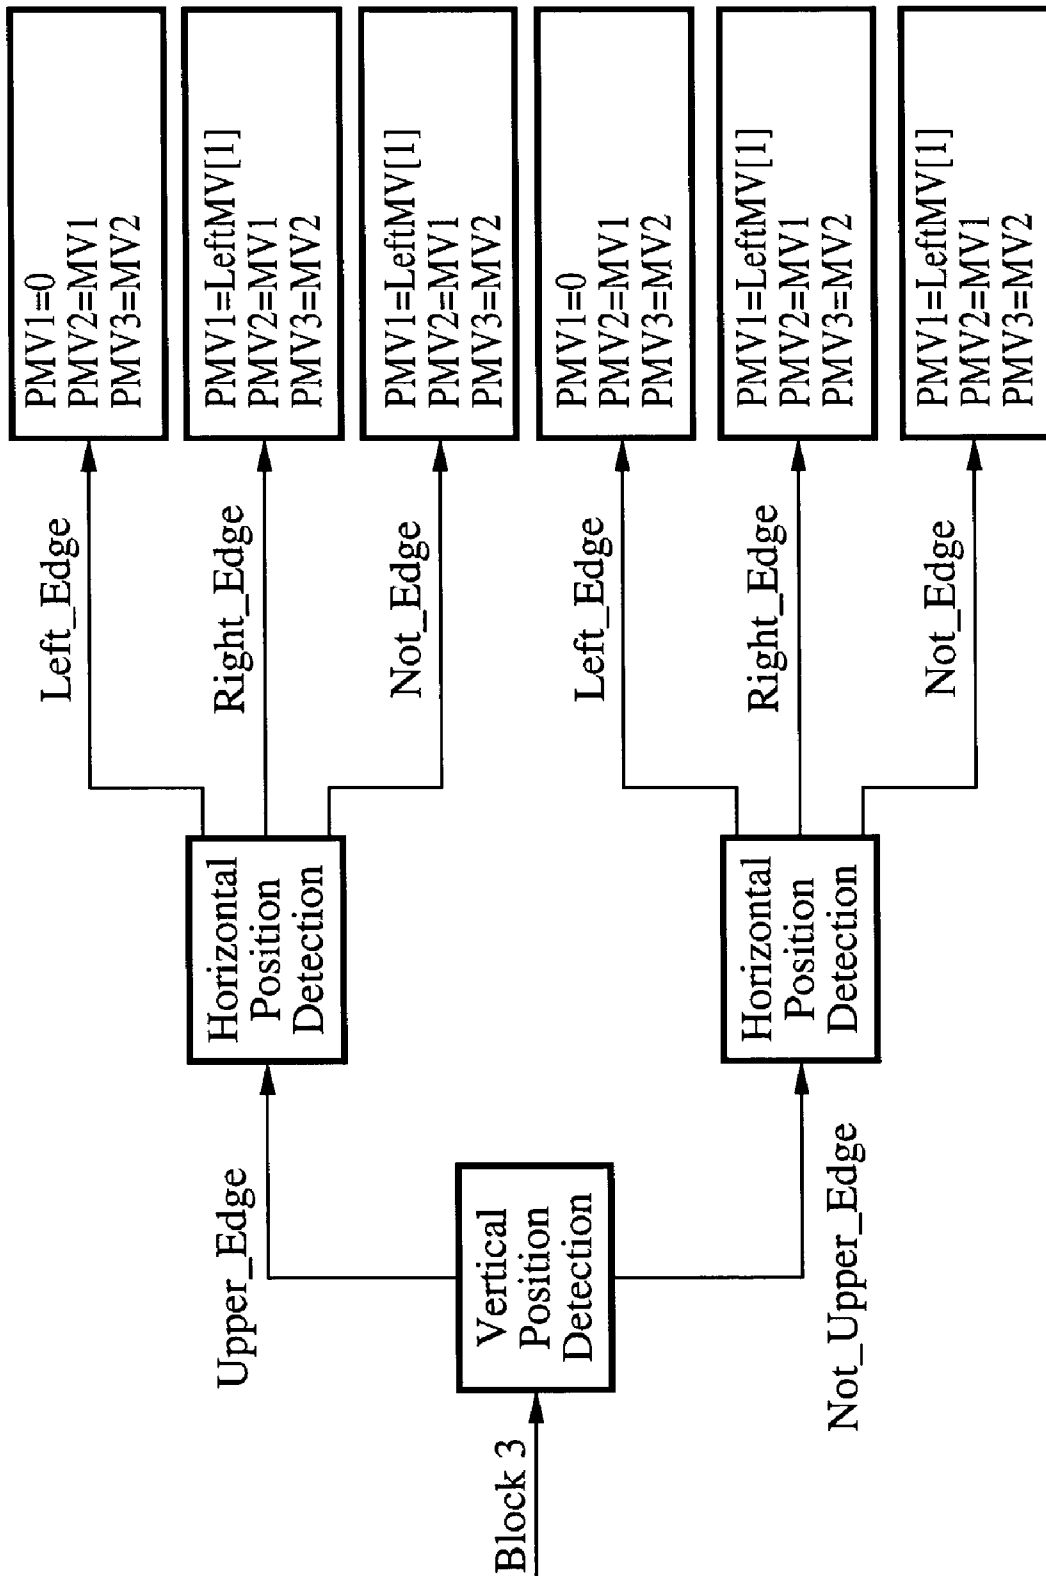 Block 3
Vertical
Position
Detection
Upper_Edge
Not_Upper_Edge
Horizontal
Position
Detection
Left_Edge
Right_Edge
Not_Edge
PMV1=0
PMV2=MV1
PMV3=MV2
PMV1=LeftMV[1]
PMV2=MV1
PMV3=MV2
PMV1=LeftMV[1]
PMV2=MV1
PMV3=MV2
Horizontal
Position
Detection
Left_Edge
Right_Edge
Not_Edge
PMV1=0
PMV2=MV1
PMV3=MV2
PMV1=LeftMV[1]
PMV2=MV1
PMV3=MV2
PMV1=LeftMV[1]
PMV2=MV1
PMV3=MV2